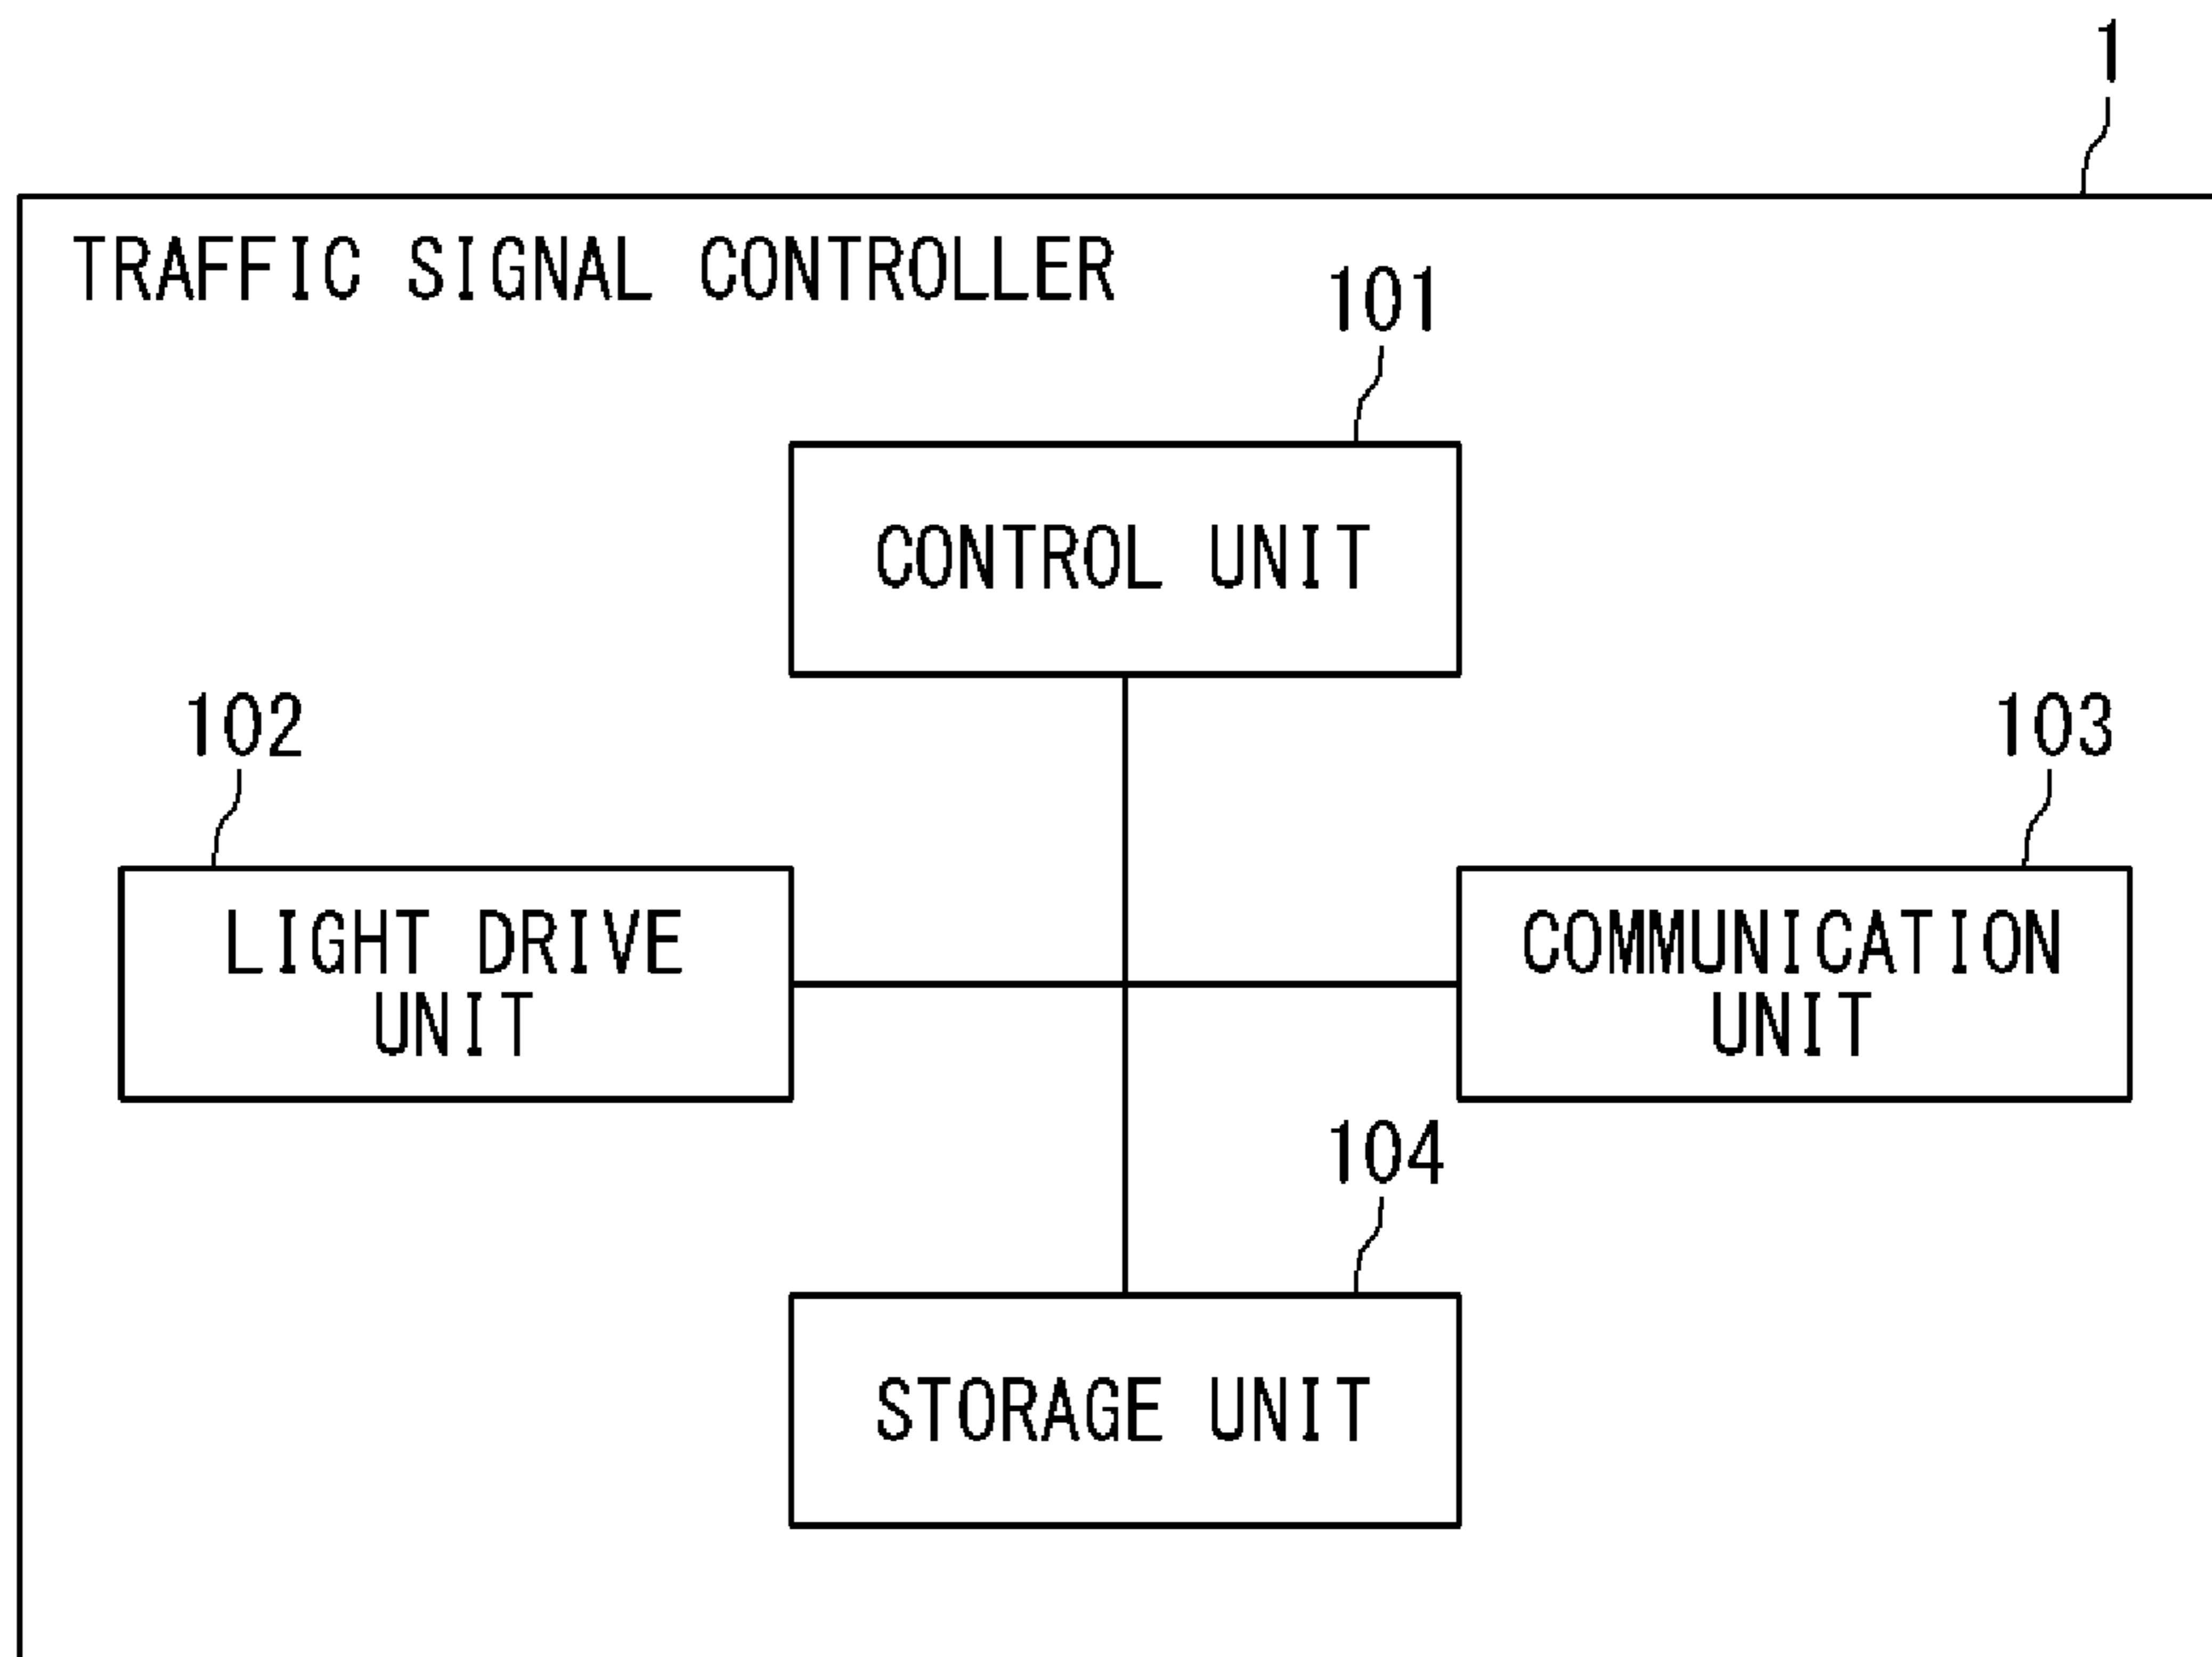 1
TRAFFIC SIGNAL CONTROLLER
101
CONTROL UNIT
102
103
LIGHT DRIVE
UNIT
COMMUNICATION
UNIT
104
STORAGE UNIT